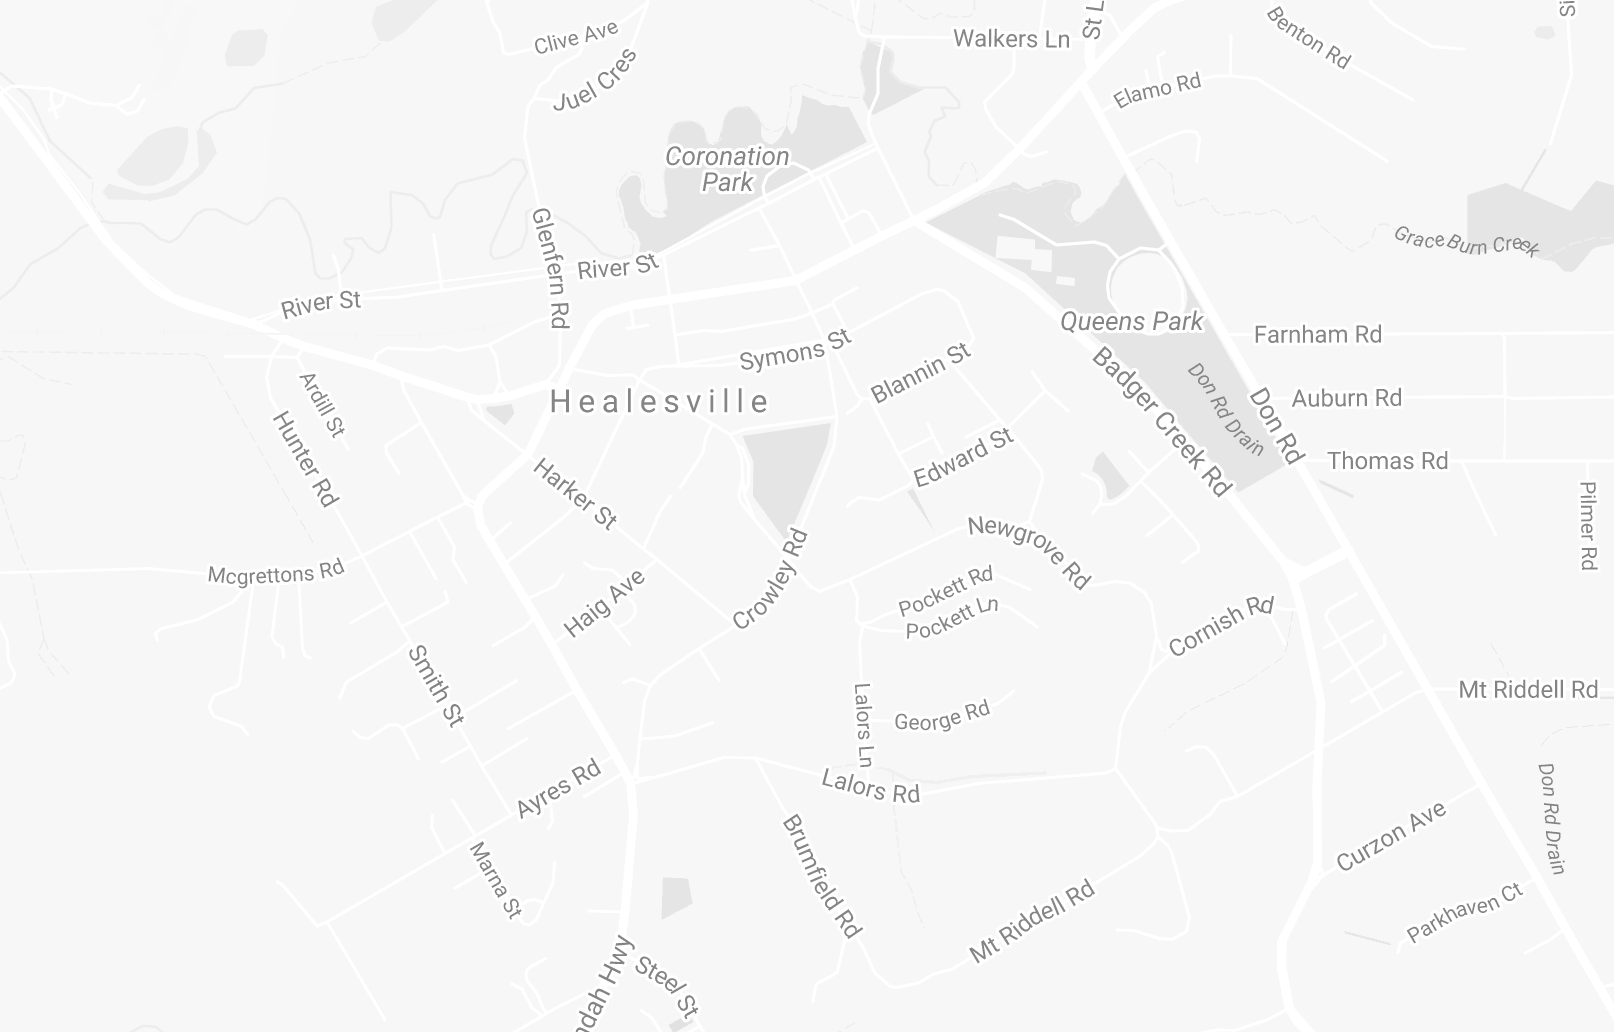 Clive Ave
Juel Cres
Walkers Ln
St L
Benton Rd
Elamo Rd
Coronation
Park
Glenfern Rd
River St
River St
Grace Burn Creek
Queens Park
Farnham Rd
Symons St
Blannin St
Badger Creek Rd
Don Rd Drain
Don Rd
Auburn Rd
Healesville
Ardill St
Hunter Rd
Edward St
Thomas Rd
Pilmer Rd
Harker St
Newgrove Rd
Mcgrettons Rd
Haig Ave
Crowley Rd
Pockett Rd
Pockett Ln
Cornish Rd
Smith St
Lalors Ln
George Rd
Mt Riddell Rd
Ayres Rd
Lalors Rd
Don Rd Drain
Curzon Ave
Marna St
Brumfield Rd
Mt Riddell Rd
Parkhaven Ct
ndah Hwy
Steel St